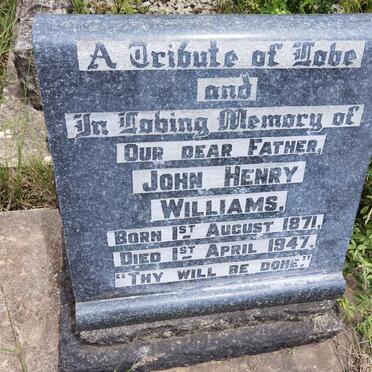 A Tribute of Love
and
In Loving Memory of
OUR DEAR FATHER,
JOHN HENRY
WILLIAMS,
BORN 1ST AUGUST 1871,
DIED 1ST APRIL 1947.
"THY WILL BE DONE."